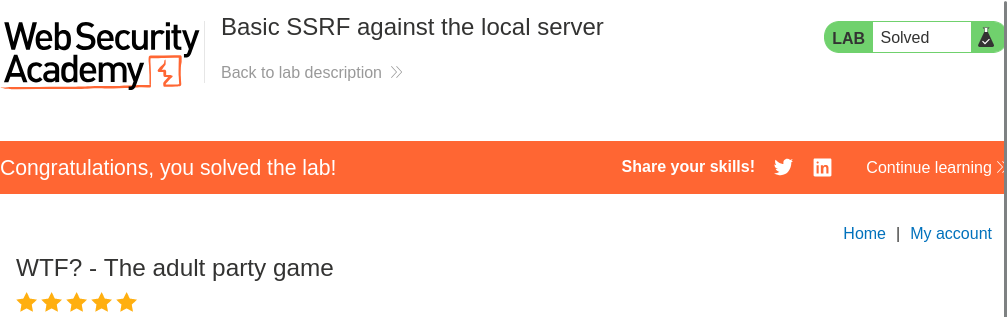 Web Security
Academy
Basic SSRF against the local server
Back to lab description
LAB Solved
Congratulations, you solved the lab!
Share your skills!
Continue learning
Home | My account
WTF? - The adult party game